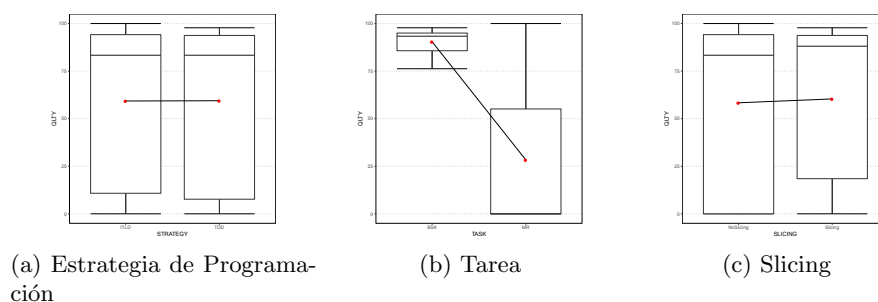 100
75
50
25
0
QLTY
ITLD TDD
STRATEGY
100
75
50
25
0
QLTY
BSK MR
TASK
100
75
50
25
0
QLTY
NoSlicing Slicing
SLICING
(a) Estrategia de Programa-
ción
(b) Tarea
(c) Slicing